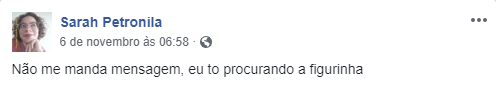 Sarah Petronila
6 de novembro às 06:58 ·
Não me manda mensagem, eu to procurando a figurinha